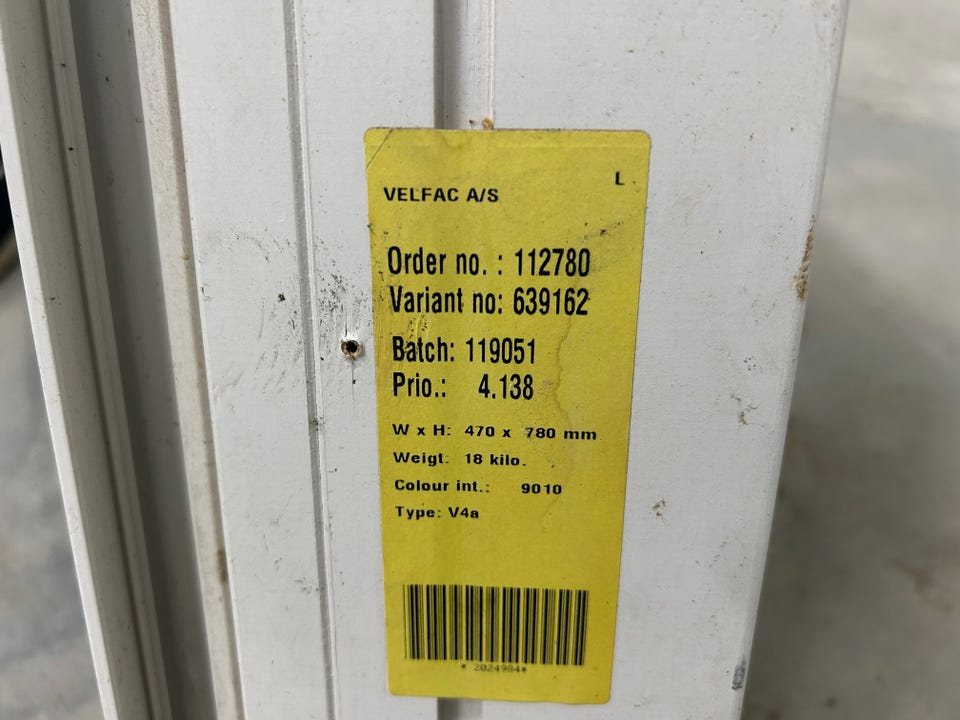 L
VELFAC A/S
Order no. : 112780
Variant no: 639162
Batch: 119051
Prio.: 4.138
W x H: 470 x 780 mm
Weigt: 18 kilo.
Colour int.: 9010
Type: V4a
* 2024984*